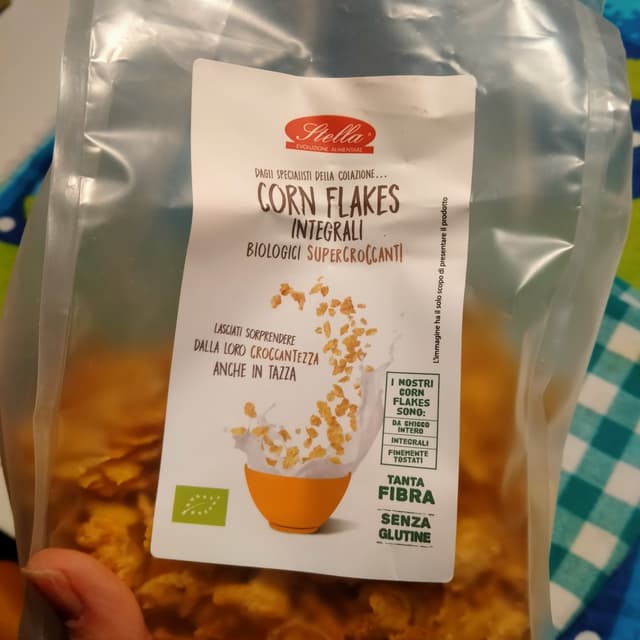 Stella
EVOLUZIONE ALIMENTARE
DAGLI SPECIALISTI DELLA COLAZIONE...
CORN FLAKES
INTEGRALI
BIOLOGICI SUPERCROCCANTI
LASCIATI SORPRENDERE
DALLA LORO CROCCANTEZZA
ANCHE IN TAZZA
L'immagine ha il solo scopo di presentare il prodotto
I NOSTRI
CORN
FLAKES
SONO:
DA CHICCO
INTERO
INTEGRALI
FINEMENTE
TOSTATI
TANTA
FIBRA
SENZA
GLUTINE